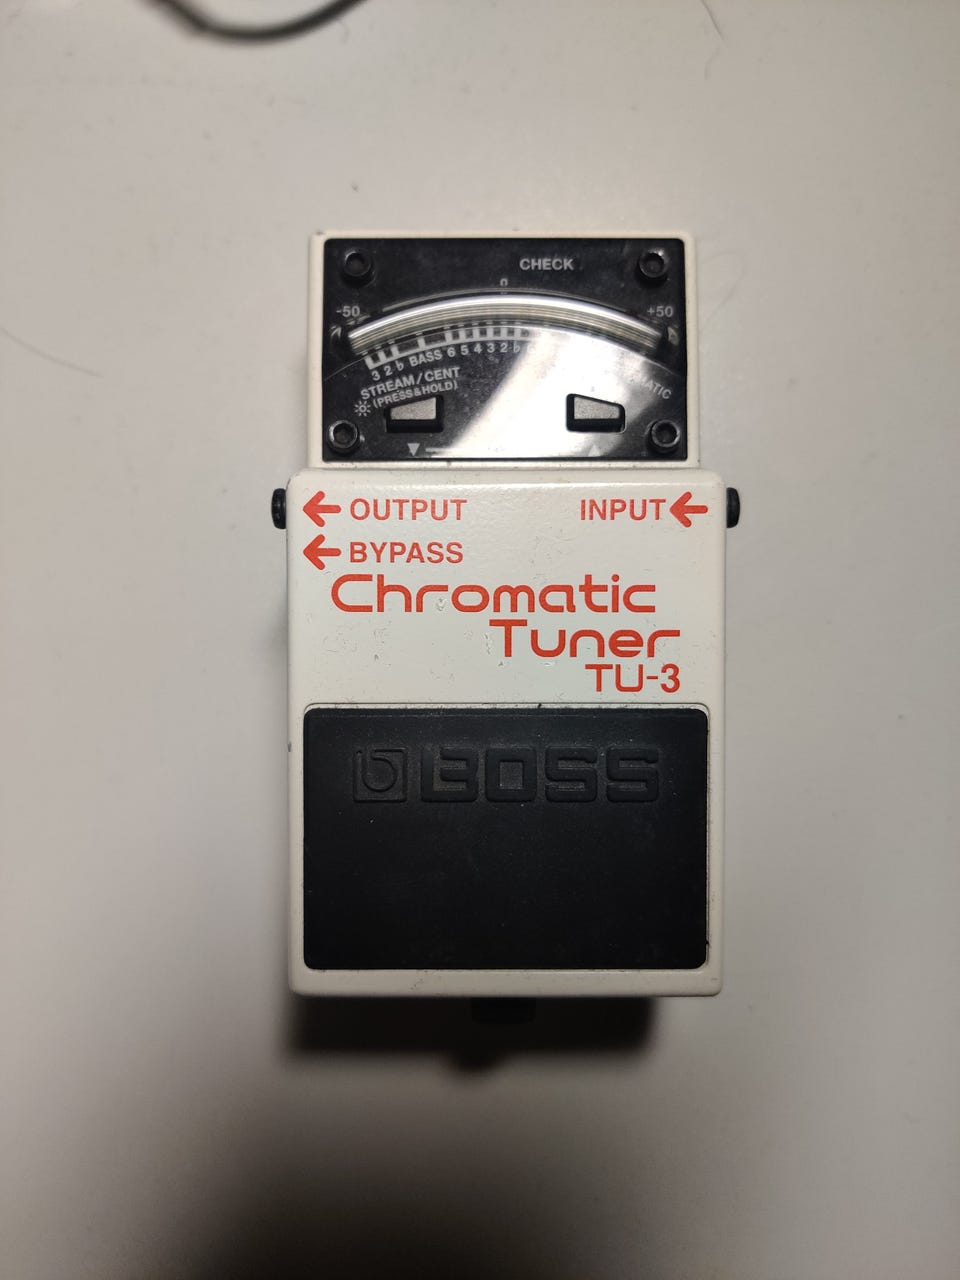 CHECK
0
-50 +50
3 2 ♭ BASS 6 5 4 3 2-♭
STREAM/CENT
(PRESS&HOLD)
← OUTPUT INPUT ←
← BYPASS
Chromatic
Tuner
TU-3
BOSS